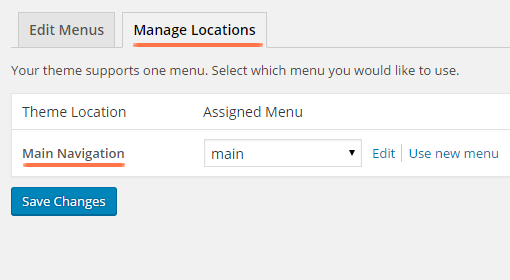 Edit Menus Manage Locations
Your theme supports one menu. Select which menu you would like to use.
Theme Location Assigned Menu
Main Navigation main Edit Use new menu
Save Changes